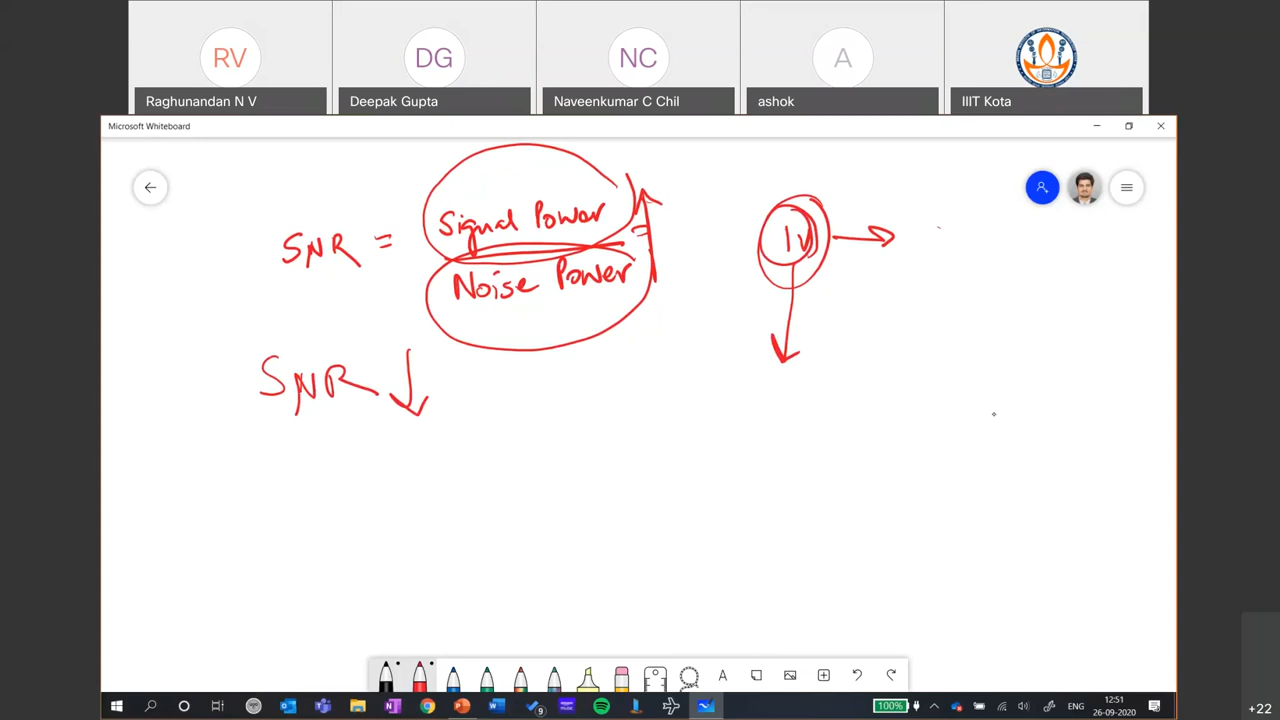 RV
DG
NC
A
Raghunandan N V
Deepak Gupta
Naveenkumar C Chil
ashok
IIIT Kota
Microsoft Whiteboard
SNR = Signal Power
Noise Power
1V
SNR ↓
A
100%
ENG
12:51
26-09-2020
+22